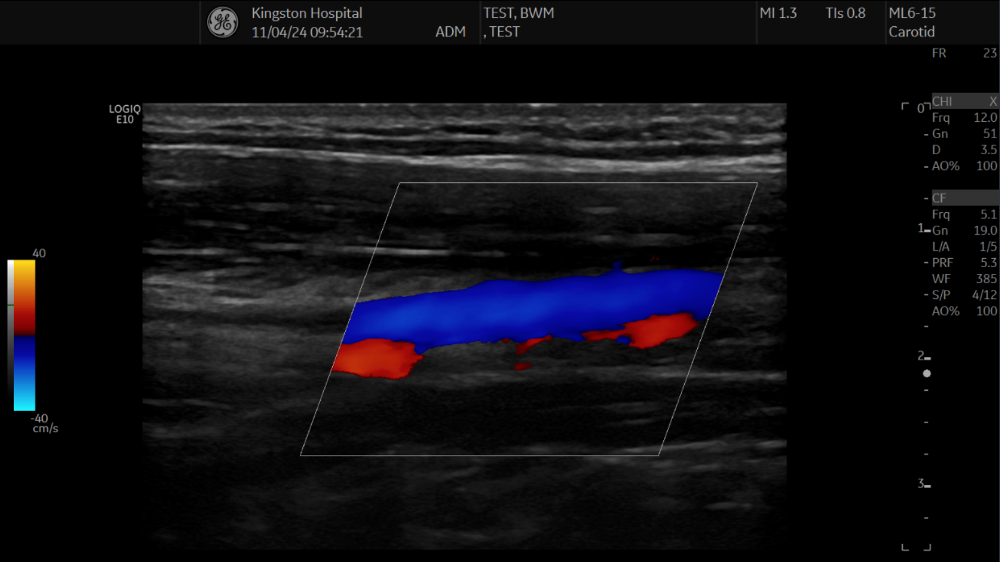 Kingston Hospital
11/04/24 09:54:21 ADM
TEST, BWM
, TEST
MI 1.3 TIs 0.8
ML6-15
Carotid
FR 23
LOGIQ
E10
CHI X
Frq 12.0
Gn 51
D 3.5
AO% 100
CF
Frq 5.1
Gn 19.0
L/A 1/5
PRF 5.3
WF 385
S/P 4/12
AO% 100
0
1
2
3
40
-40
cm/s